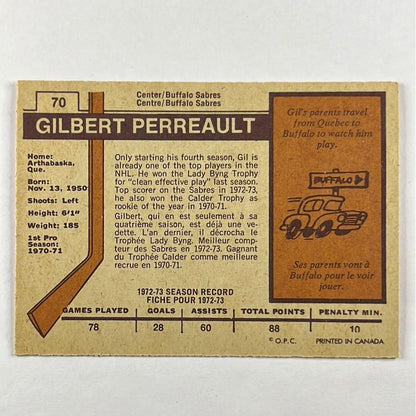 70
Center/Buffalo Sabres
Centre/Buffalo Sabres
GILBERT PERREAULT
Home:
Arthabaska,
Que.
Born:
Nov. 13, 1950
Shoots: Left
Height: 6'1"
Weight: 185
1st Pro
Season:
1970-71
Only starting his fourth season, Gil is
already one of the top players in the
NHL. He won the Lady Byng Trophy
for "clean effective play" last season.
Top scorer on the Sabres in 1972-73,
he also won the Calder Trophy as
rookie of the year in 1970-71.
Gilbert, qui en est seulement à sa
quatrième saison, est déjà une ve-
dette. L'an dernier, il décrocha le
Trophée Lady Byng. Meilleur comp-
teur des Sabres en 1972-73. Gagnant
du Trophée Calder comme meilleure
recrue en 1970-71.
Gil's parents travel
from Quebec to
Buffalo to watch him
play.
BUFFALO
Ses parents vont à
Buffalo pour le voir
jouer.
1972-73 SEASON RECORD
FICHE POUR 1972-73
GAMES PLAYED GOALS ASSISTS TOTAL POINTS PENALTY MIN.
78 28 60 88 10
© O.P.C. PRINTED IN CANADA